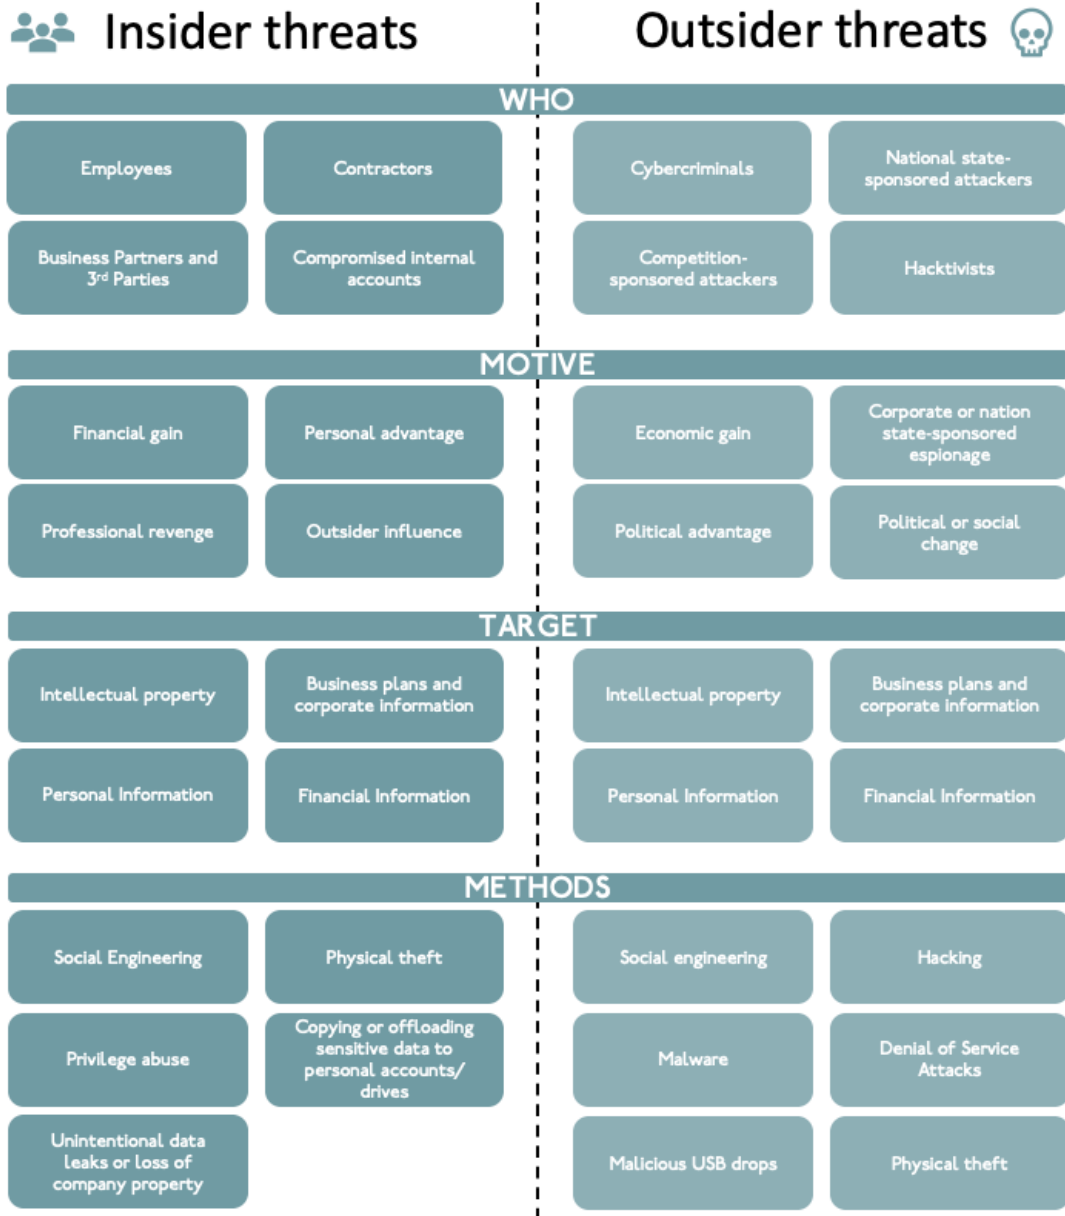 Insider threats
Outsider threats
WHO
Employees
Contractors
Cybercriminals
National state-
sponsored attackers
Business Partners and
3rd Parties
Compromised internal
accounts
Competition-
sponsored attackers
Hacktivists
MOTIVE
Financial gain
Personal advantage
Economic gain
Corporate or nation
state-sponsored
espionage
Professional revenge
Outsider influence
Political advantage
Political or social
change
TARGET
Intellectual property
Business plans and
corporate information
Intellectual property
Business plans and
corporate information
Personal Information
Financial Information
Personal Information
Financial Information
METHODS
Social Engineering
Physical theft
Social engineering
Hacking
Privilege abuse
Copying or offloading
sensitive data to
personal accounts/
drives
Malware
Denial of Service
Attacks
Unintentional data
leaks or loss of
company property
Malicious USB drops
Physical theft